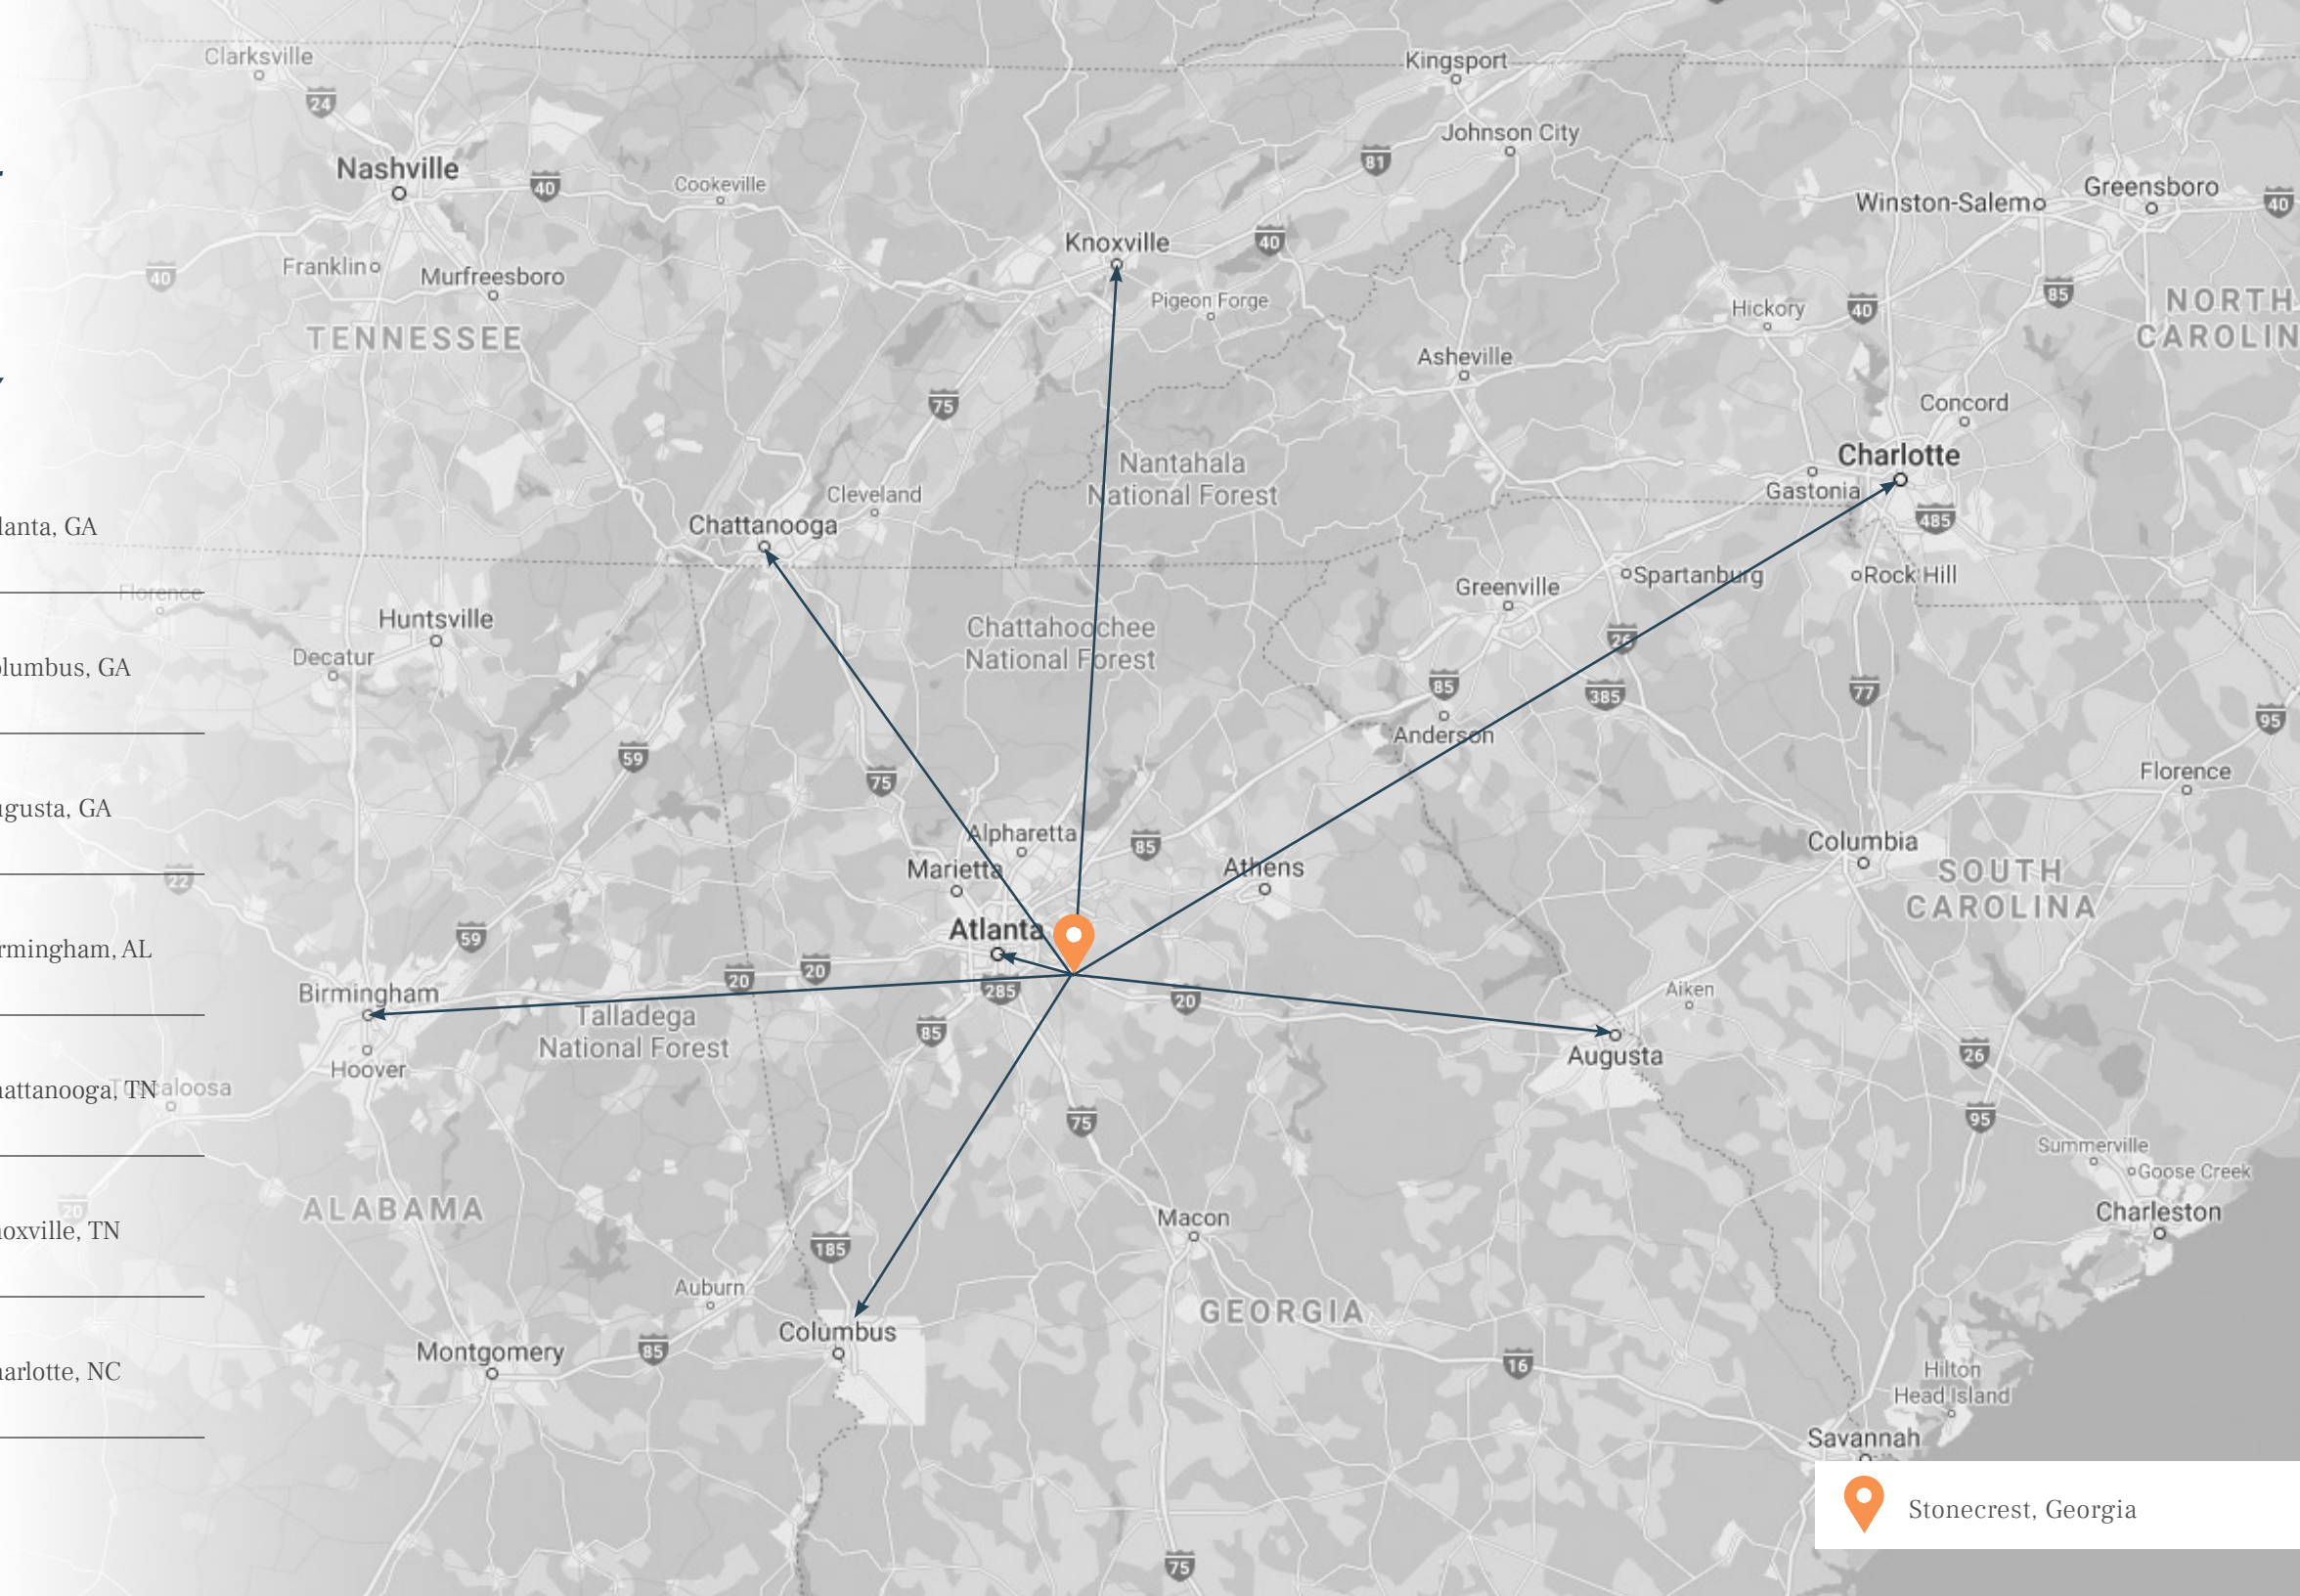 Clarksville
Kingsport
24
Johnson City
81
Nashville
40
Cookeville
Winston-Salem
Greensboro
40
Knoxville
40
Franklin
Murfreesboro
40
Pigeon Forge
Hickory
40
85
NORTH
CAROLIN
TENNESSEE
Asheville
75
Concord
Charlotte
Nantahala
National Forest
Gastonia
Cleveland
485
Chattanooga
lanta, GA
Greenville
Spartanburg
Rock Hill
Florence
Huntsville
Chattahoochee
National Forest
26
Decatur
olumbus, GA
85
385
77
95
Anderson
59
75
Florence
gusta, GA
Alpharetta
85
Columbia
Marietta
Athens
22
SOUTH
CAROLINA
Atlanta
59
rmingham, AL
20
20
285
20
Aiken
Birmingham
Talladega
National Forest
85
Augusta
26
Hoover
attanooga, TN
aloosa
75
95
Summerville
Goose Creek
ALABAMA
20
oxville, TN
Macon
Charleston
185
Auburn
GEORGIA
Columbus
Montgomery
85
16
arlotte, NC
Hilton
Head Island
Savannah
Stonecrest, Georgia
75